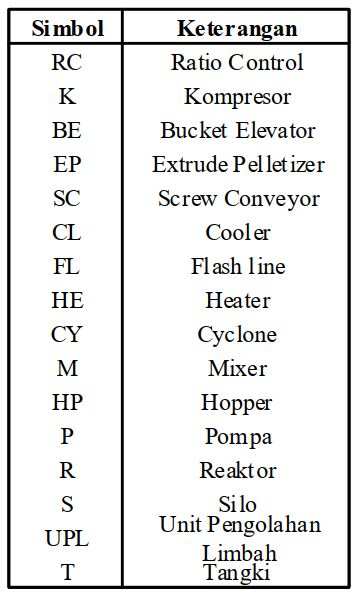 Simbol Keterangan
RC Ratio Control
K Kompresor
BE Bucket Elevator
EP Extrude Pelletizer
SC Screw Conveyor
CL Cooler
FL Flash line
HE Heater
CY Cyclone
M Mixer
HP Hopper
P Pompa
R Reaktor
S Silo
UPL Unit Pengolahan
Limbah
T Tangki